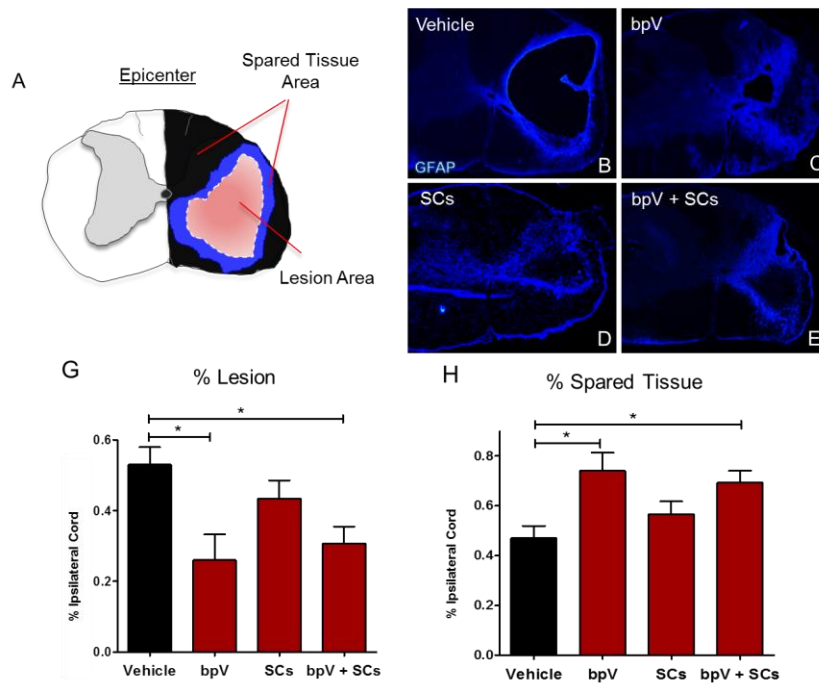 A
Epicenter
Spared Tissue
Area
Lesion Area
Vehicle
GFAP
B
bpV
C
SCs
D
bpV + SCs
E
G
% Lesion
% Ipsilateral Cord
0.6
0.4
0.2
0.0
*
*
Vehicle bpV SCs bpV + SCs
H
% Spared Tissue
% Ipsilateral Cord
0.8
0.6
0.4
0.2
0.0
*
*
Vehicle bpV SCs bpV + SCs